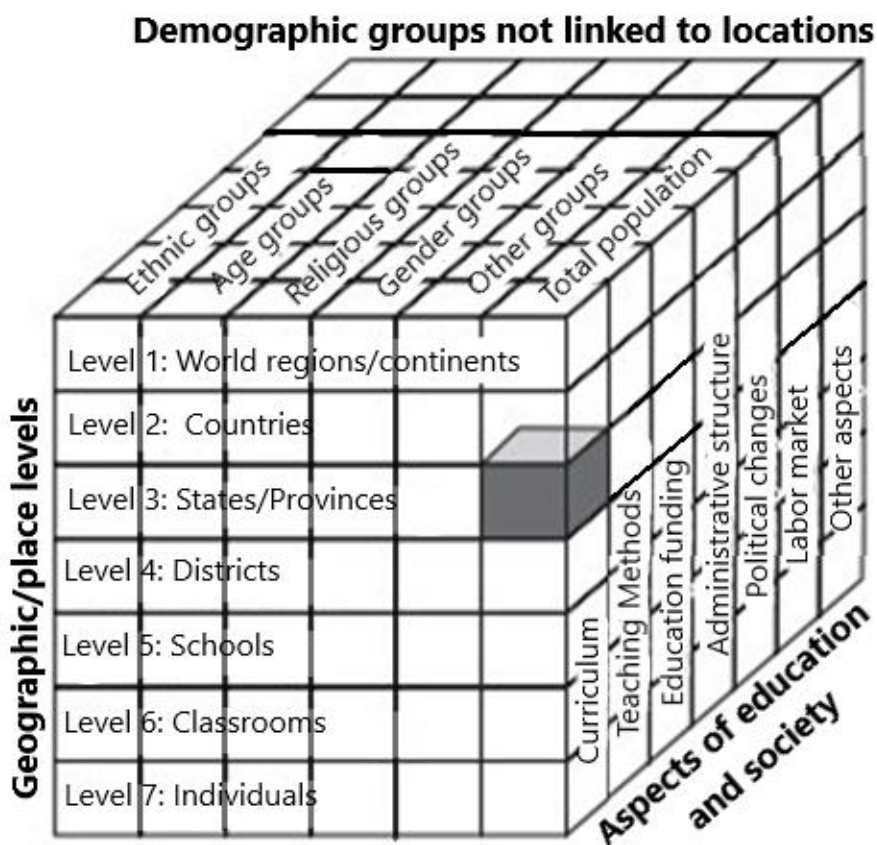 Demographic groups not linked to locations
Ethnic groups
Age groups
Religious groups
Gender groups
Other groups
Total population
Geographic/place levels
Level 1: World regions/continents
Level 2: Countries
Level 3: States/Provinces
Level 4: Districts
Level 5: Schools
Level 6: Classrooms
Level 7: Individuals
Curriculum
Teaching Methods
Education funding
Administrative structure
Political changes
Labor market
Other aspects
Aspects of education
and society